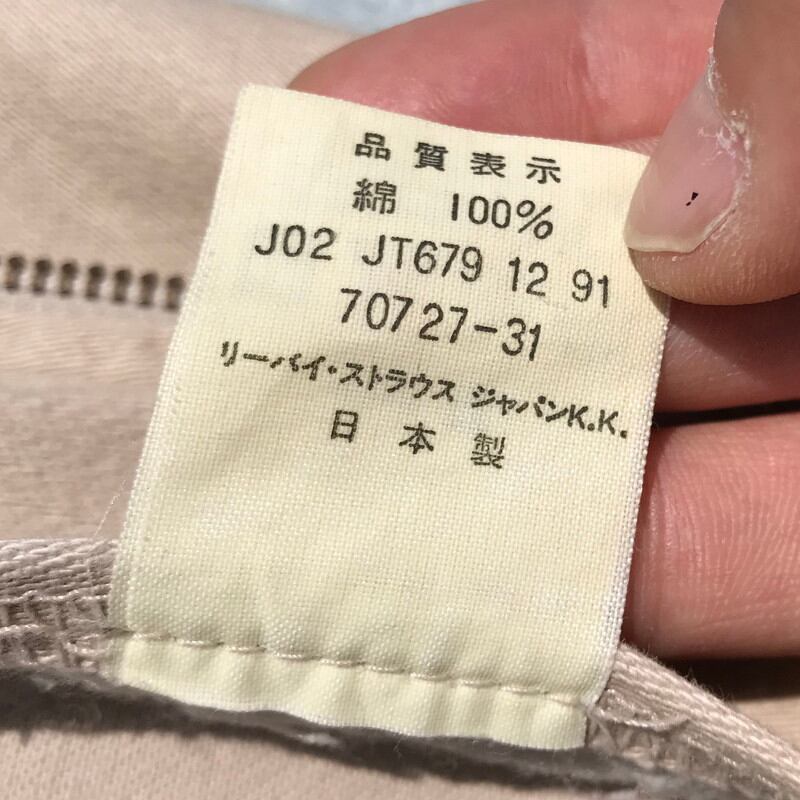 品質表示
綿 100%
J02 JT679 12 91
70727-31
リーバイ・ストラウス ジャパンK.K.
日本製